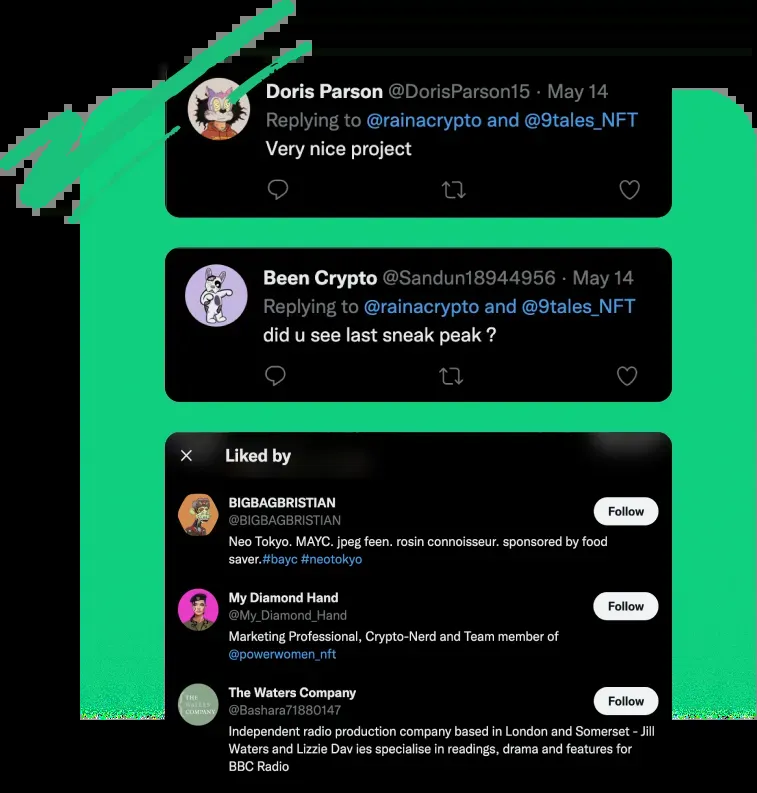 Doris Parson @DorisParson15 · May 14
Replying to @rainacrypto and @9tales_NFT
Very nice project
Been Crypto @Sandun18944956 · May 14
Replying to @rainacrypto and @9tales_NFT
did u see last sneak peak ?
Liked by
BIGBAGBRISTIAN
Follow
@BIGBAGBRISTIAN
Neo Tokyo. MAYC. jpeg feen. rosin connoisseur. sponsored by food
saver.#bayc #neotokyo
My Diamond Hand
Follow
@My_Diamond_Hand
Marketing Professional, Crypto-Nerd and Team member of
@powerwomen_nft
THE
WATERS
COMPANY
The Waters Company
Follow
@Bashara71880147
Independent radio production company based in London and Somerset - Jill
Waters and Lizzie Dav ies specialise in readings, drama and features for
BBC Radio